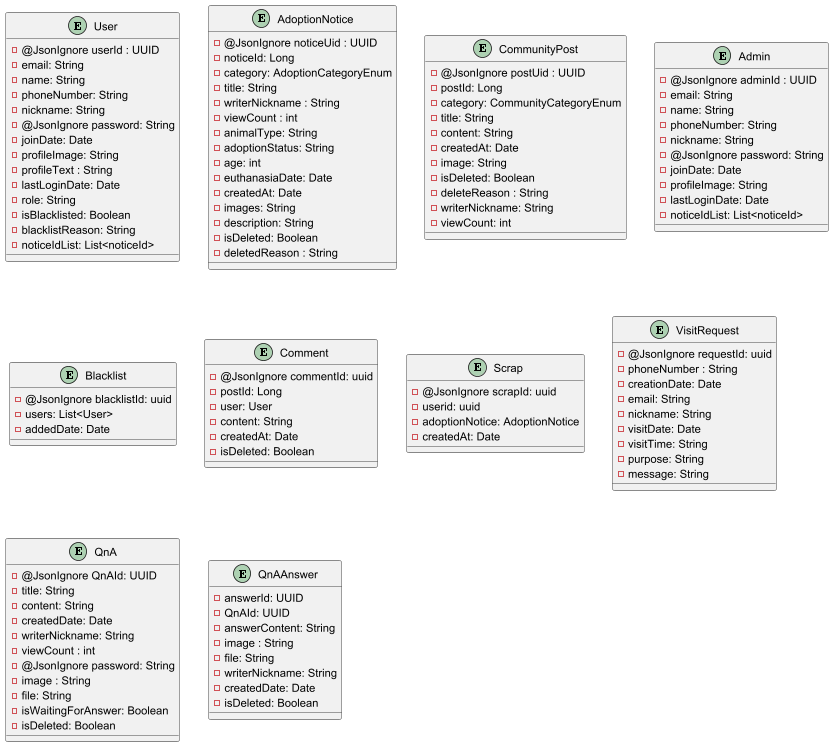 E User
@JsonIgnore userId : UUID
email: String
name: String
phoneNumber: String
nickname: String
@JsonIgnore password: String
joinDate: Date
profileImage: String
profileText : String
lastLoginDate: Date
role: String
isBlacklisted: Boolean
blacklistReason: String
noticeIdList: List<noticeId>
E AdoptionNotice
@JsonIgnore noticeUid : UUID
noticeId: Long
category: AdoptionCategoryEnum
title: String
writerNickname : String
viewCount : int
animalType: String
adoptionStatus: String
age: int
euthanasiaDate: Date
createdAt: Date
images: String
description: String
isDeleted: Boolean
deletedReason : String
E CommunityPost
@JsonIgnore postUid : UUID
postId: Long
category: CommunityCategoryEnum
title: String
content: String
createdAt: Date
image: String
isDeleted: Boolean
deleteReason : String
writerNickname: String
viewCount: int
E Admin
@JsonIgnore adminId : UUID
email: String
name: String
phoneNumber: String
nickname: String
@JsonIgnore password: String
joinDate: Date
profileImage: String
lastLoginDate: Date
noticeIdList: List<noticeId>
E Blacklist
@JsonIgnore blacklistId: uuid
users: List<User>
addedDate: Date
E Comment
@JsonIgnore commentId: uuid
postId: Long
user: User
content: String
createdAt: Date
isDeleted: Boolean
E Scrap
@JsonIgnore scrapId: uuid
userid: uuid
adoptionNotice: AdoptionNotice
createdAt: Date
E VisitRequest
@JsonIgnore requestId: uuid
phoneNumber : String
creationDate: Date
email: String
nickname: String
visitDate: Date
visitTime: String
purpose: String
message: String
E QnA
@JsonIgnore QnAId: UUID
title: String
content: String
createdDate: Date
writerNickname: String
viewCount : int
@JsonIgnore password: String
image : String
file: String
isWaitingForAnswer: Boolean
isDeleted: Boolean
E QnAAnswer
answerId: UUID
QnAId: UUID
answerContent: String
image : String
file: String
writerNickname: String
createdDate: Date
isDeleted: Boolean